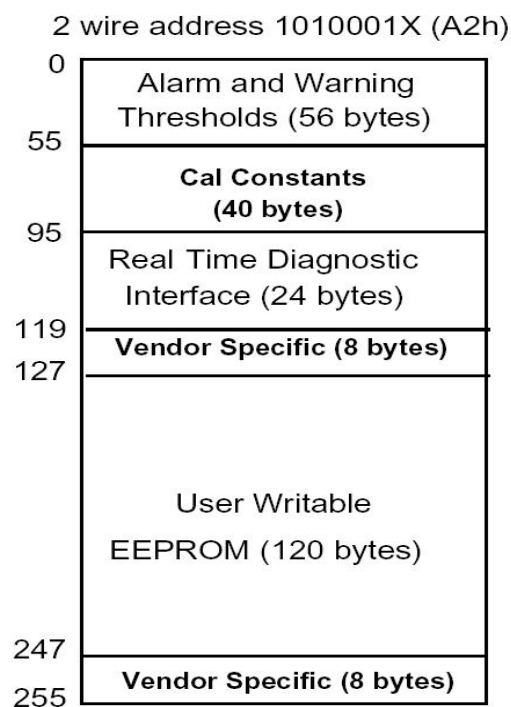 2 wire address 1010001X (A2h)
0
Alarm and Warning
Thresholds (56 bytes)
55
Cal Constants
(40 bytes)
95
Real Time Diagnostic
Interface (24 bytes)
119
Vendor Specific (8 bytes)
127
User Writable
EEPROM (120 bytes)
247
Vendor Specific (8 bytes)
255